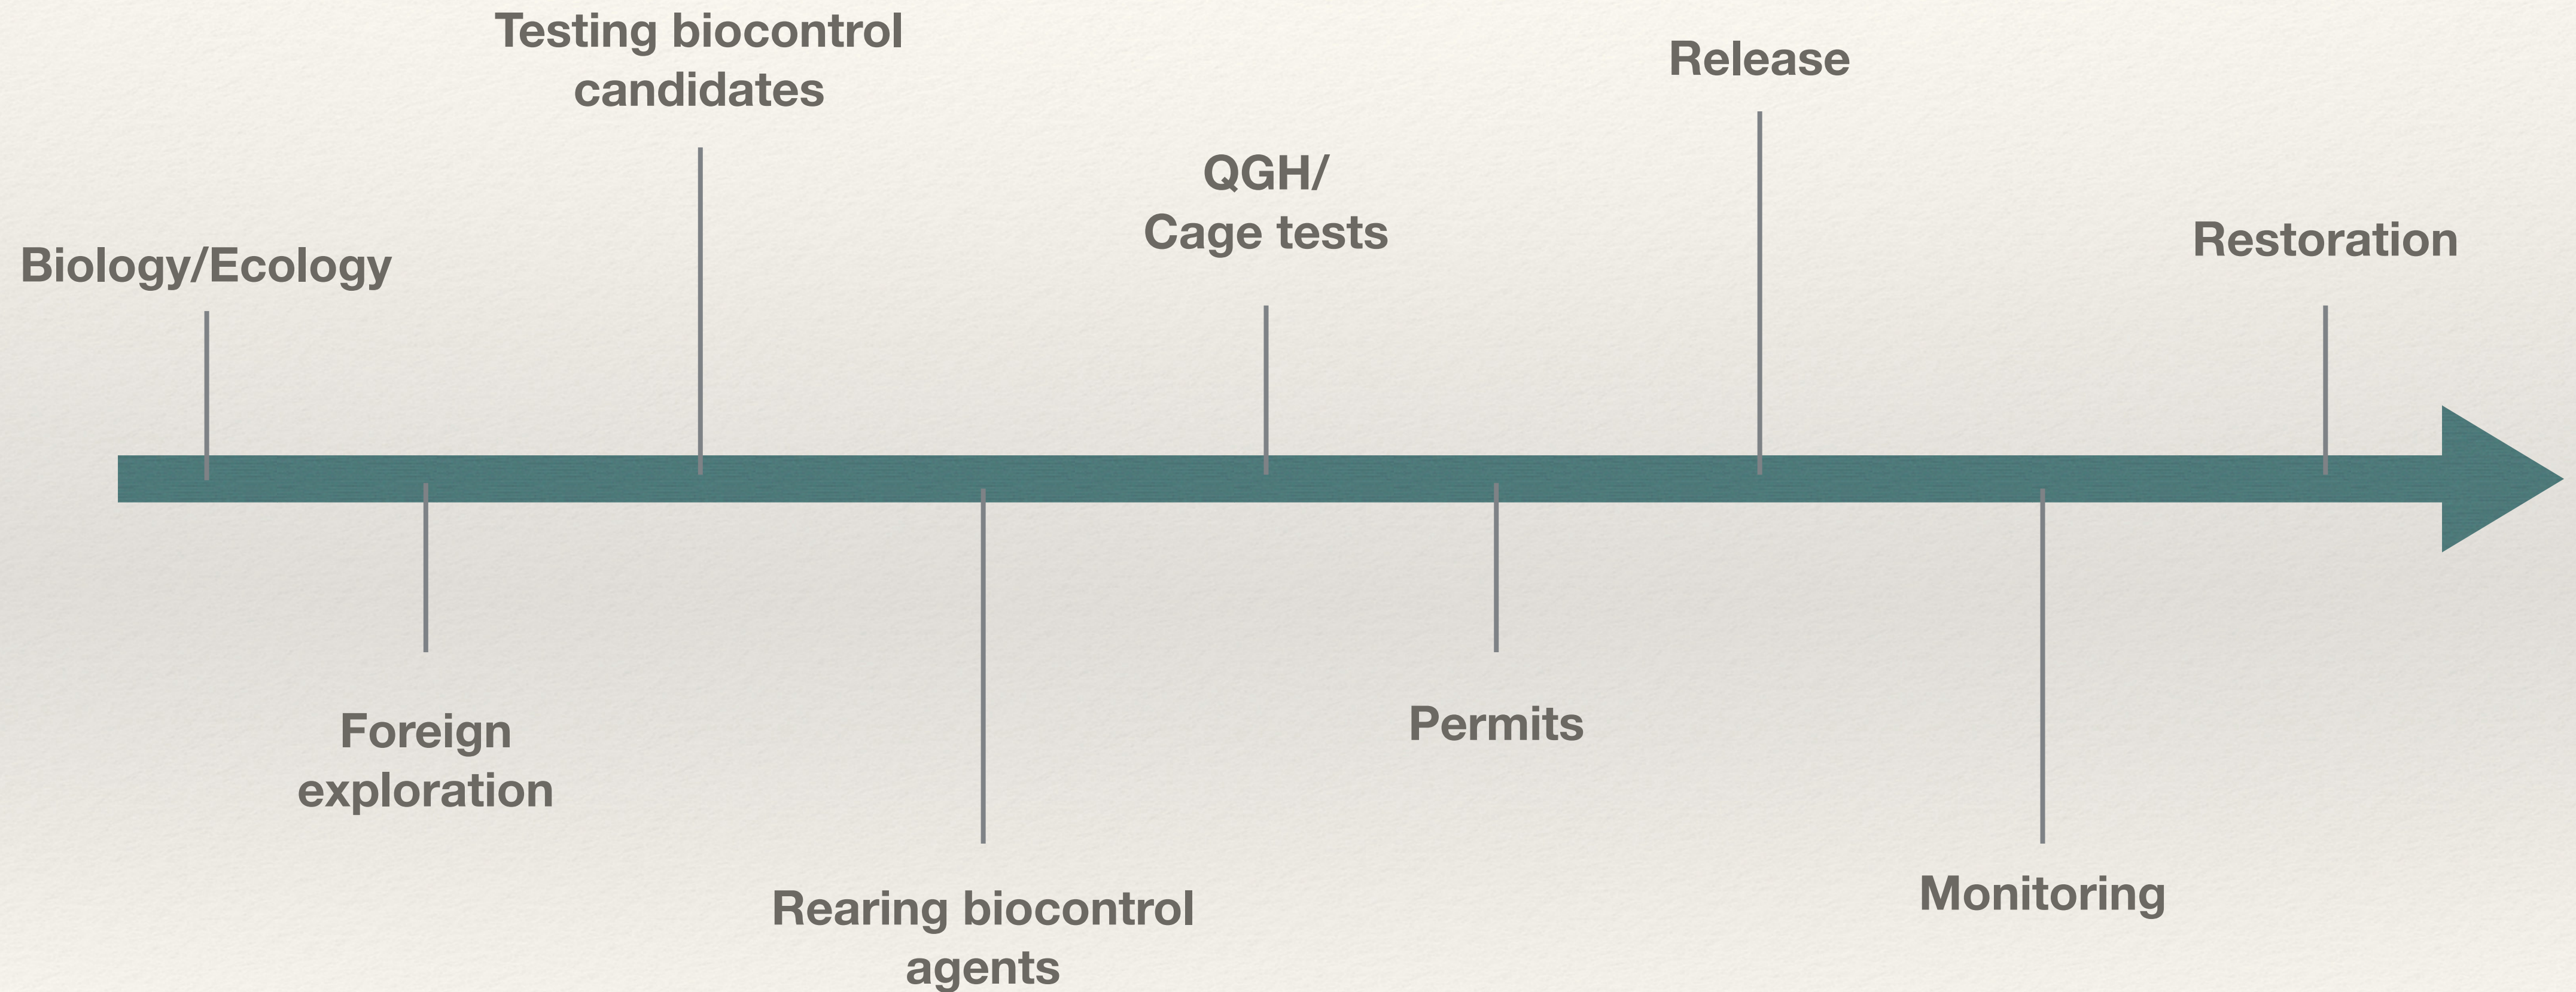 Testing biocontrol
candidates
Release
QGH/
Cage tests
Restoration
Biology/Ecology
Foreign
exploration
Permits
Rearing biocontrol
agents
Monitoring